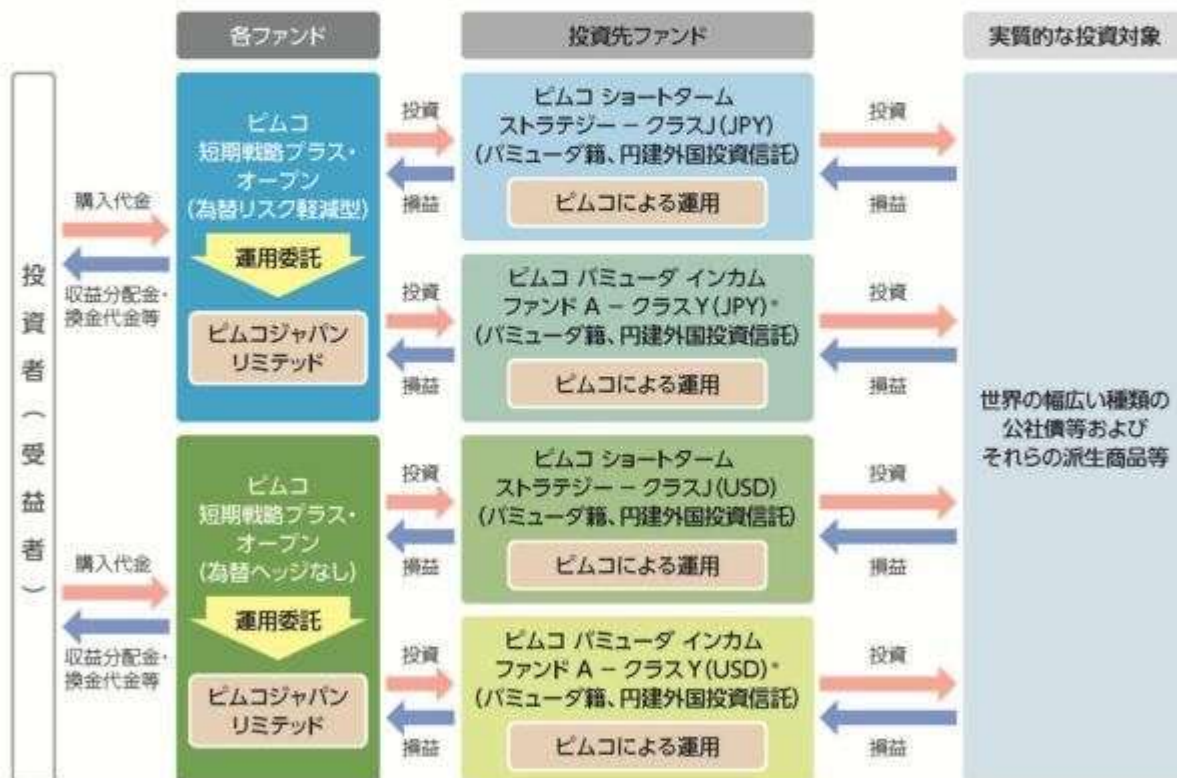 各ファンド
投資先ファンド
実質的な投資対象
投資者（受益者）
購入代金
収益分配金・
換金代金等
ピムコ
短期戦略プラス・
オープン
(為替リスク軽減型)
運用委託
ピムコジャパン
リミテッド
投資
損益
ピムコ ショートターム
ストラテジー － クラスJ(JPY)
(バミューダ籍、円建外国投資信託)
ピムコによる運用
投資
損益
投資
損益
ピムコ バミューダ インカム
ファンド A － クラスY(JPY)*
(バミューダ籍、円建外国投資信託)
ピムコによる運用
投資
損益
購入代金
収益分配金・
換金代金等
ピムコ
短期戦略プラス・
オープン
(為替ヘッジなし)
運用委託
ピムコジャパン
リミテッド
投資
損益
ピムコ ショートターム
ストラテジー － クラスJ(USD)
(バミューダ籍、円建外国投資信託)
ピムコによる運用
投資
損益
投資
損益
ピムコ バミューダ インカム
ファンド A － クラスY(USD)*
(バミューダ籍、円建外国投資信託)
ピムコによる運用
投資
損益
世界の幅広い種類の
公社債等および
それらの派生商品等